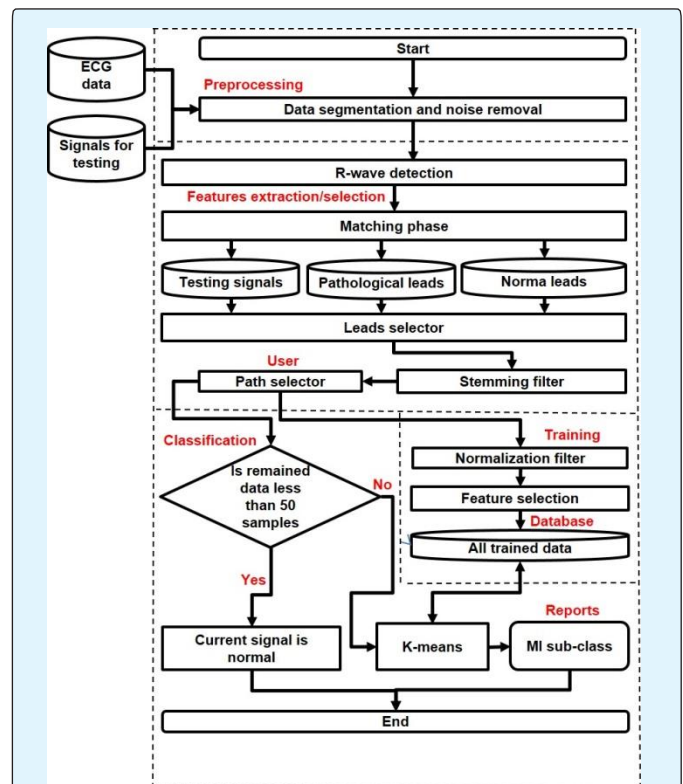 Start
ECG
data
Preprocessing
Data segmentation and noise removal
Signals for
testing
R-wave detection
Features extraction/selection
Matching phase
Testing signals
Pathological leads
Norma leads
Leads selector
User
Path selector
Stemming filter
Classification
Training
Is remained
data less
than 50
samples
No
Normalization filter
Feature selection
Database
All trained data
Yes
Reports
Current signal is
normal
K-means
MI sub-class
End